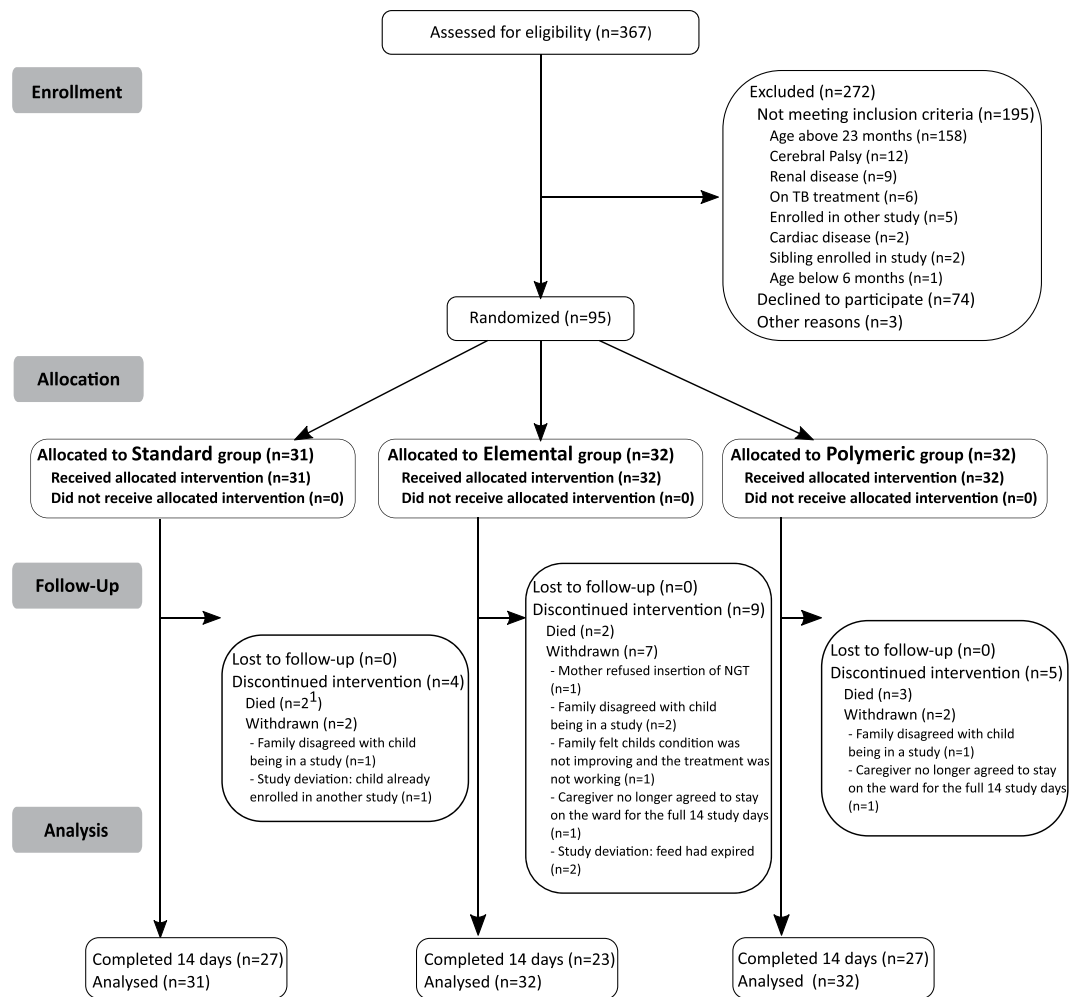 Assessed for eligibility (n=367)
Enrollment
Excluded (n=272)
Not meeting inclusion criteria (n=195)
Age above 23 months (n=158)
Cerebral Palsy (n=12)
Renal disease (n=9)
On TB treatment (n=6)
Enrolled in other study (n=5)
Cardiac disease (n=2)
Sibling enrolled in study (n=2)
Age below 6 months (n=1)
Declined to participate (n=74)
Other reasons (n=3)
Randomized (n=95)
Allocation
Allocated to Standard group (n=31)
Received allocated intervention (n=31)
Did not receive allocated intervention (n=0)
Allocated to Elemental group (n=32)
Received allocated intervention (n=32)
Did not receive allocated intervention (n=0)
Allocated to Polymeric group (n=32)
Received allocated intervention (n=32)
Did not receive allocated intervention (n=0)
Follow-Up
Lost to follow-up (n=0)
Discontinued intervention (n=4)
Died (n=2¹)
Withdrawn (n=2)
- Family disagreed with child
being in a study (n=1)
- Study deviation: child already
enrolled in another study (n=1)
Lost to follow-up (n=0)
Discontinued intervention (n=9)
Died (n=2)
Withdrawn (n=7)
- Mother refused insertion of NGT
(n=1)
- Family disagreed with child
being in a study (n=2)
- Family felt childs condition was
not improving and the treatment was
not working (n=1)
- Caregiver no longer agreed to stay
on the ward for the full 14 study days
(n=1)
- Study deviation: feed had expired
(n=2)
Lost to follow-up (n=0)
Discontinued intervention (n=5)
Died (n=3)
Withdrawn (n=2)
- Family disagreed with child
being in a study (n=1)
- Caregiver no longer agreed to stay
on the ward for the full 14 study days
(n=1)
Analysis
Completed 14 days (n=27)
Analysed (n=31)
Completed 14 days (n=23)
Analysed (n=32)
Completed 14 days (n=27)
Analysed (n=32)